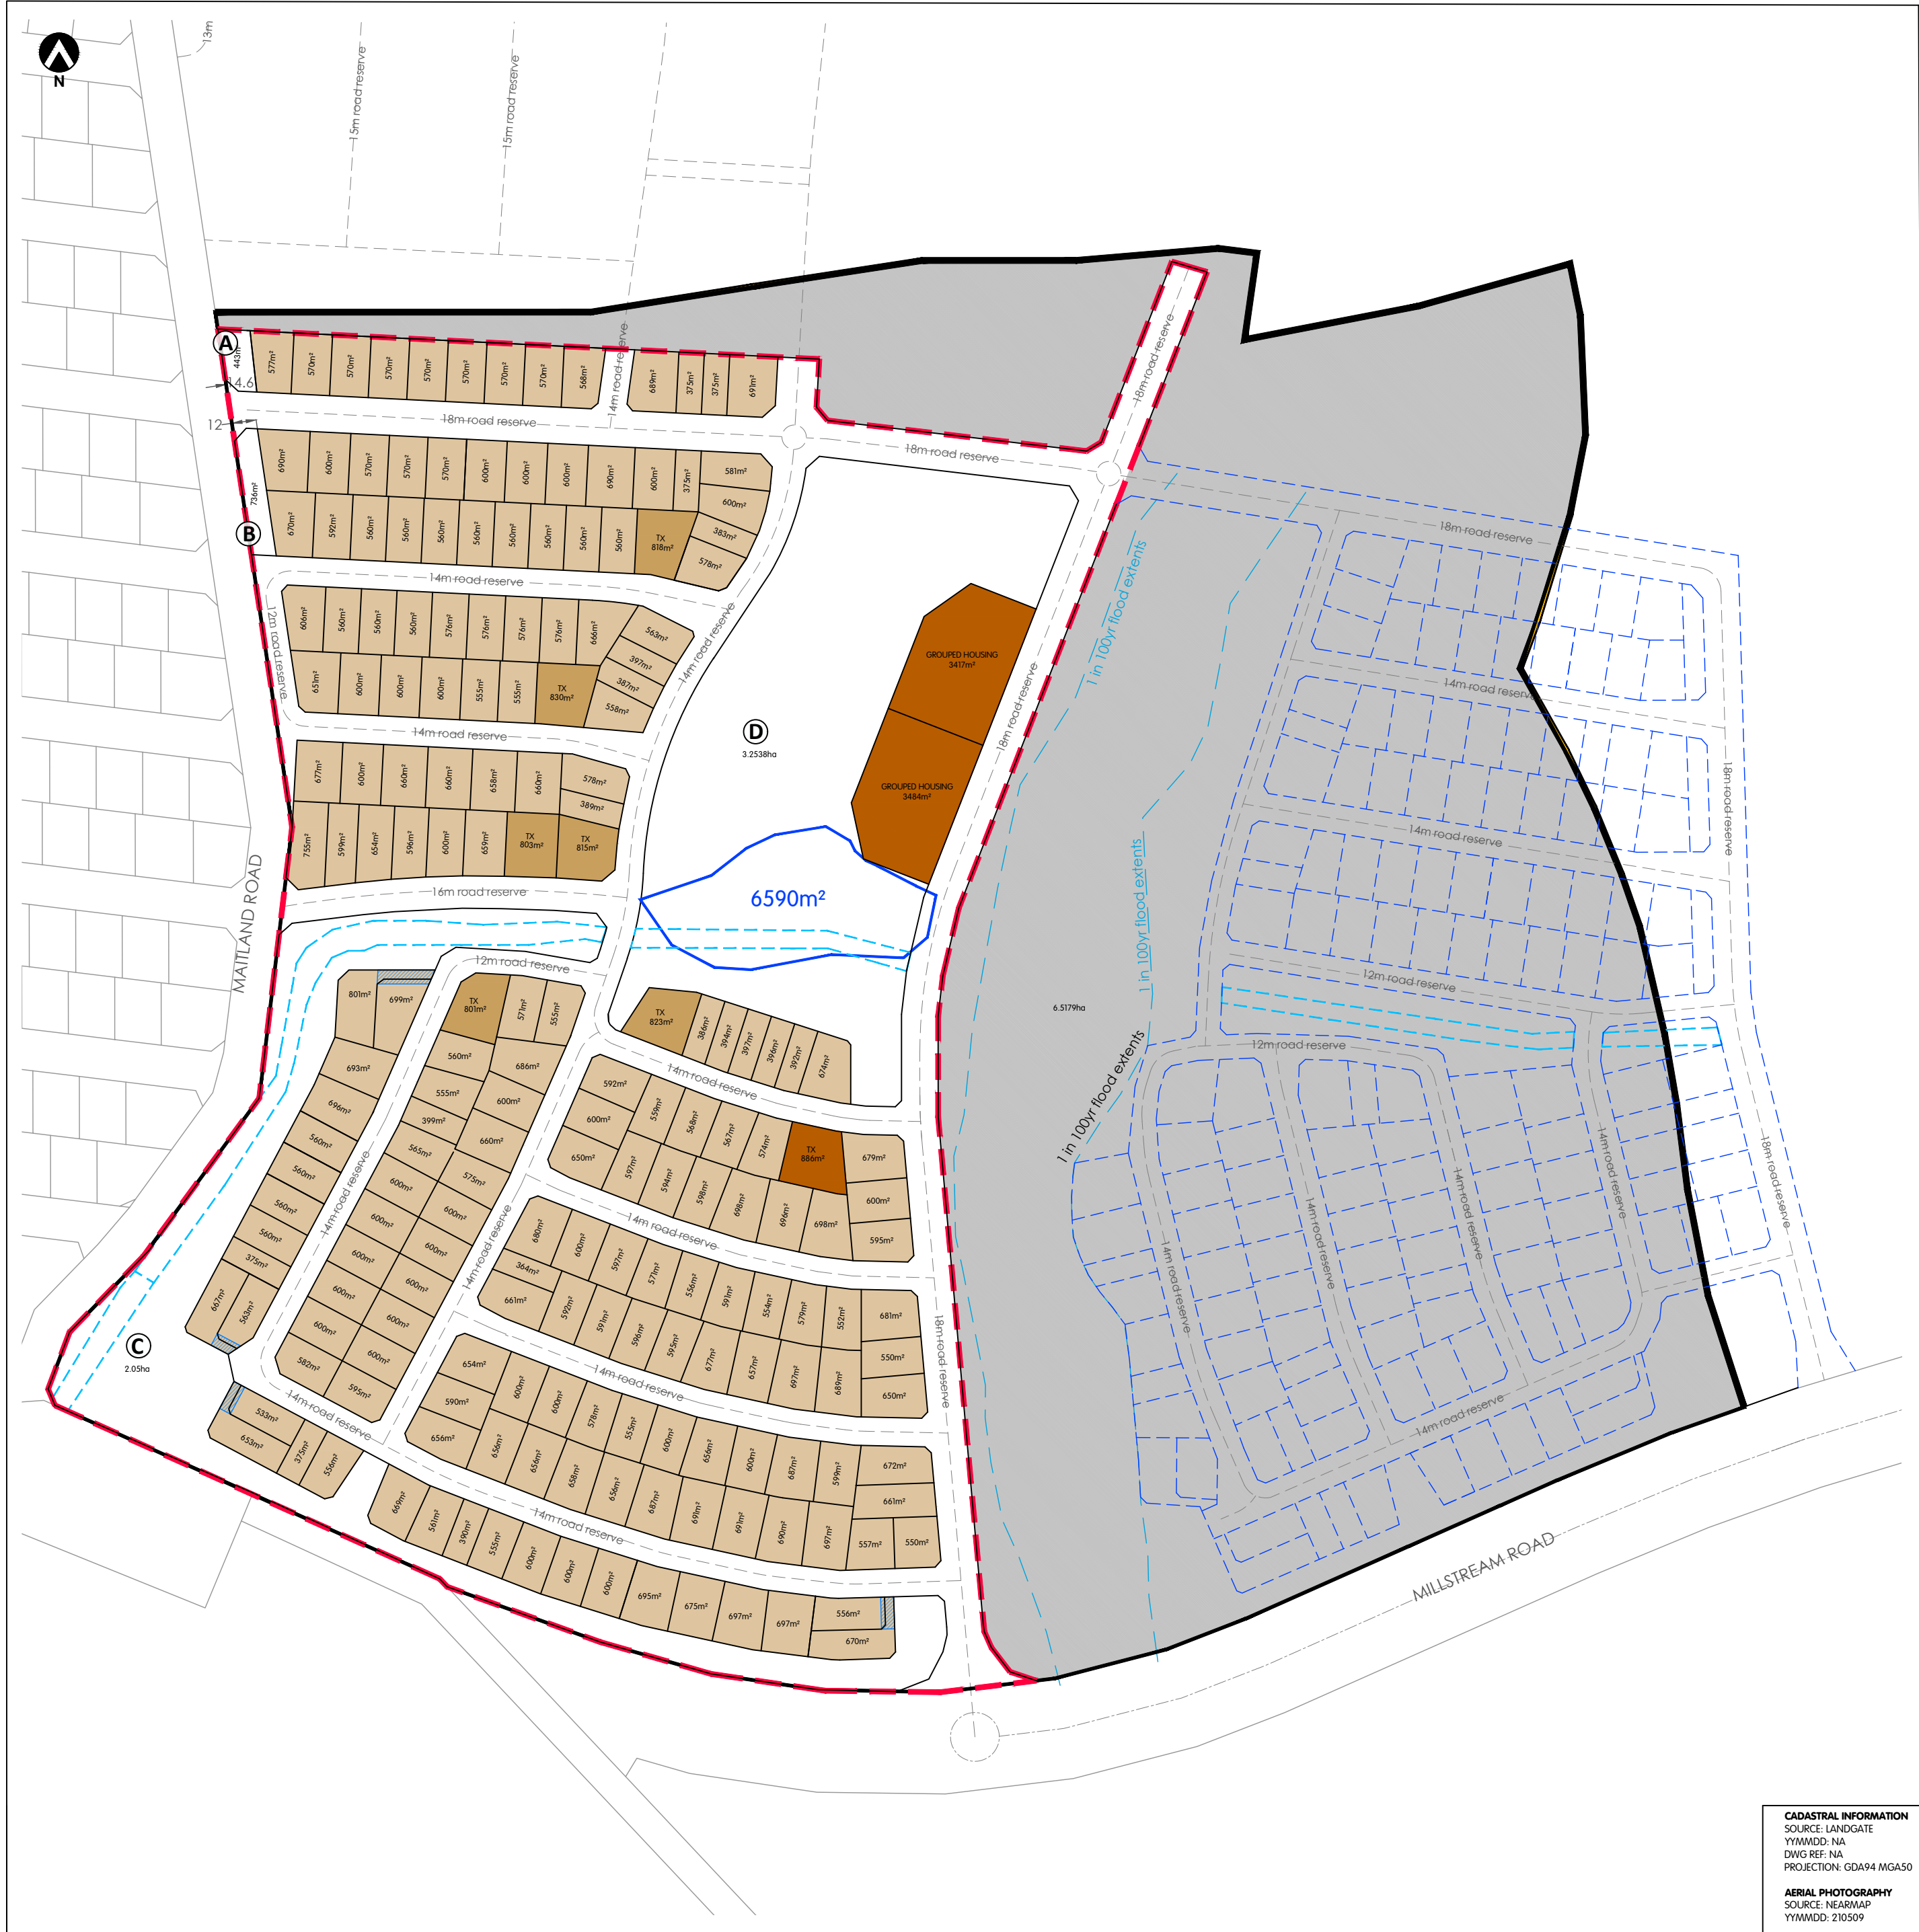 13m
15m road reserve
15m road reserve
N
A
443m
14.6
577m²
570m²
570m²
570m²
570m²
570m²
570m²
570m²
568m²
14m road reserve
689m²
375m²
375m²
691m²
18m road reserve
12
18m road reserve
18m road reserve
690m²
600m²
570m²
570m²
570m²
600m²
600m²
600m²
690m²
600m²
375m²
581m²
600m²
383m²
578m²
736m²
B
670m²
592m²
560m²
560m²
560m²
560m²
560m²
560m²
560m²
560m²
TX
818m²
14m road reserve
12m road reserve
606m²
560m²
560m²
560m²
576m²
576m²
576m²
576m²
666m²
563m²
397m²
387m²
558m²
651m²
600m²
600m²
600m²
555m²
555m²
TX
830m²
14m road reserve
14m road reserve
677m²
600m²
660m²
660m²
658m²
660m²
578m²
389m²
755m²
599m²
654m²
596m²
600m²
659m²
TX
803m²
TX
815m²
16m road reserve
MAITLAND ROAD
D
3.2538ha
GROUPED HOUSING
3417m²
GROUPED HOUSING
3484m²
18m road reserve
6590m²
1 in 100yr flood extents
1 in 100yr flood extents
1 in 100yr flood extents
6.5179ha
18m road reserve
14m road reserve
18m road reserve
14m road reserve
12m road reserve
12m road reserve
14m road reserve
14m road reserve
14m road reserve
14m road reserve
18m road reserve
14m road reserve
MILLSTREAM ROAD
12m road reserve
801m²
699m²
693m²
696m²
560m²
560m²
560m²
560m²
375m²
667m²
563m²
14m road reserve
TX
801m²
571m²
555m²
560m²
686m²
555m²
600m²
399m²
660m²
565m²
575m²
600m²
600m²
600m²
600m²
600m²
600m²
600m²
600m²
600m²
600m²
582m²
595m²
14m road reserve
C
2.05ha
TX
823m²
386m²
394m²
397m²
396m²
392m²
674m²
14m road reserve
592m²
600m²
650m²
559m²
568m²
567m²
574m²
TX
886m²
679m²
600m²
595m²
597m²
594m²
598m²
698m²
696m²
698m²
14m road reserve
680m²
600m²
597m²
571m²
556m²
591m²
554m²
579m²
552m²
681m²
550m²
650m²
364m²
661m²
592m²
591m²
596m²
595m²
677m²
657m²
697m²
689m²
18m road reserve
14m road reserve
654m²
590m²
656m²
600m²
600m²
578m²
555m²
600m²
656m²
600m²
687m²
599m²
672m²
661m²
557m²
550m²
656m²
656m²
658m²
656m²
687m²
691m²
691m²
690m²
697m²
14m road reserve
533m²
653m²
375m²
556m²
14m road reserve
669m²
561m²
390m²
555m²
600m²
600m²
600m²
695m²
675m²
697m²
697m²
556m²
670m²
CADASTRAL INFORMATION
SOURCE: LANDGATE
YYMMDD: NA
DWG REF: NA
PROJECTION: GDA94 MGA50
AERIAL PHOTOGRAPHY
SOURCE: NEARMAP
YYMMDD: 210509